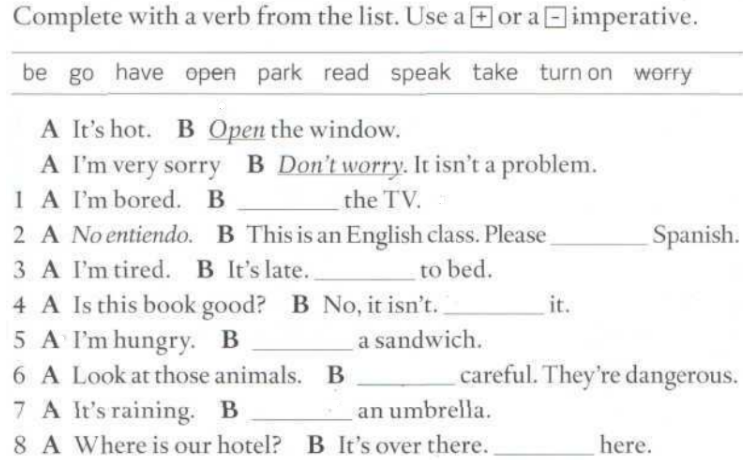 Complete with a verb from the list. Use a + or a - imperative.
be go have open park read speak take turn on worry
A It's hot. B Open the window.
A I'm very sorry B Don't worry. It isn't a problem.
1 A I'm bored. B ________ the TV.
2 A No entiendo. B This is an English class. Please ________ Spanish.
3 A I'm tired. B It's late. ________ to bed.
4 A Is this book good? B No, it isn't. ________ it.
5 A I'm hungry. B ________ a sandwich.
6 A Look at those animals. B ________ careful. They're dangerous.
7 A It's raining. B ________ an umbrella.
8 A Where is our hotel? B It's over there. ________ here.